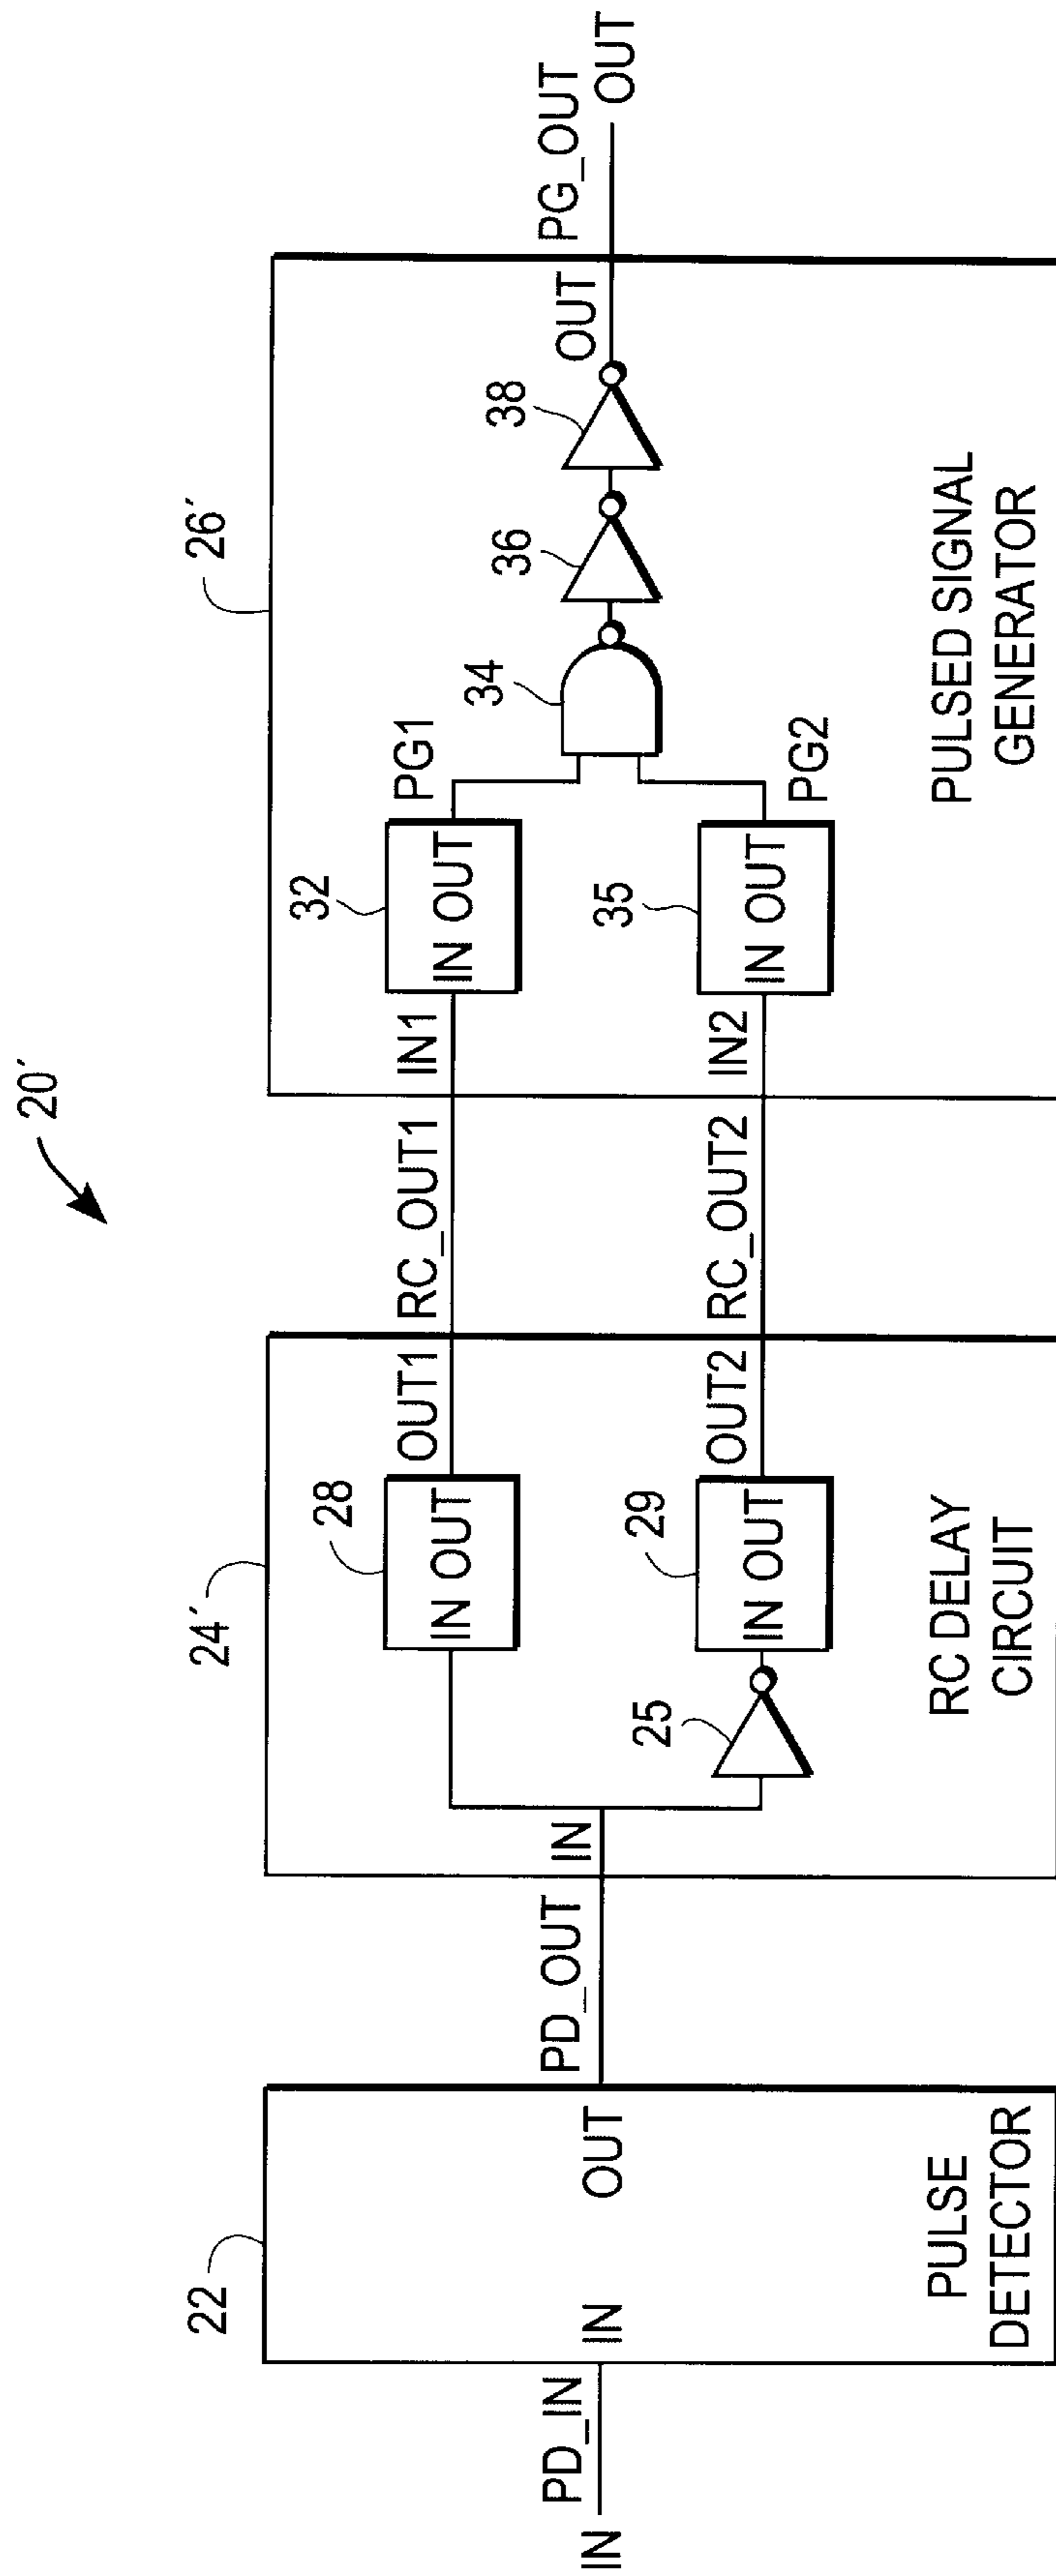 20´
22
24´
26´
IN
PD_IN
IN
OUT
PULSE
DETECTOR
PD_OUT
IN
28
IN OUT
OUT1
25
29
IN OUT
OUT2
RC DELAY
CIRCUIT
RC_OUT1
RC_OUT2
IN1
32
IN OUT
PG1
IN2
35
IN OUT
PG2
34
36
38
OUT
PULSED SIGNAL
GENERATOR
PG_OUT
OUT